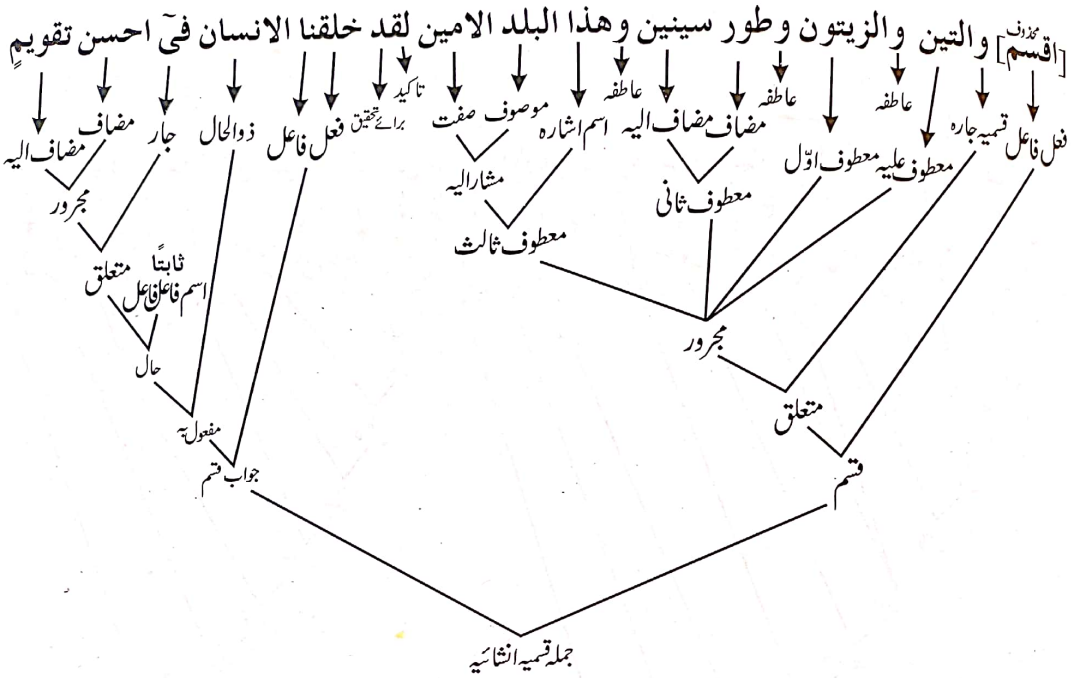 محذوف
[اقسم] والتین والزیتون وطور سینین وهذا البلد الامین لقد خلقنا الانسان فیٓ احسن تقویمٍ
فعل فاعل قسمیہ جارہ معطوف علیہ عاطفہ معطوف اوّل عاطفہ مضاف مضاف الیہ عاطفہ اسم اشارہ موصوف صفت تاکید برائے تحقیق فعل فاعل ذوالحال جار مضاف مضاف الیہ
مشار الیہ معطوف ثانی مجرور
معطوف ثالث
ثابتًا
اسم فاعل فاعل متعلق
مجرور
حال
متعلق
مفعول بہ
قسم جواب قسم
جملہ قسمیہ انشائیہ